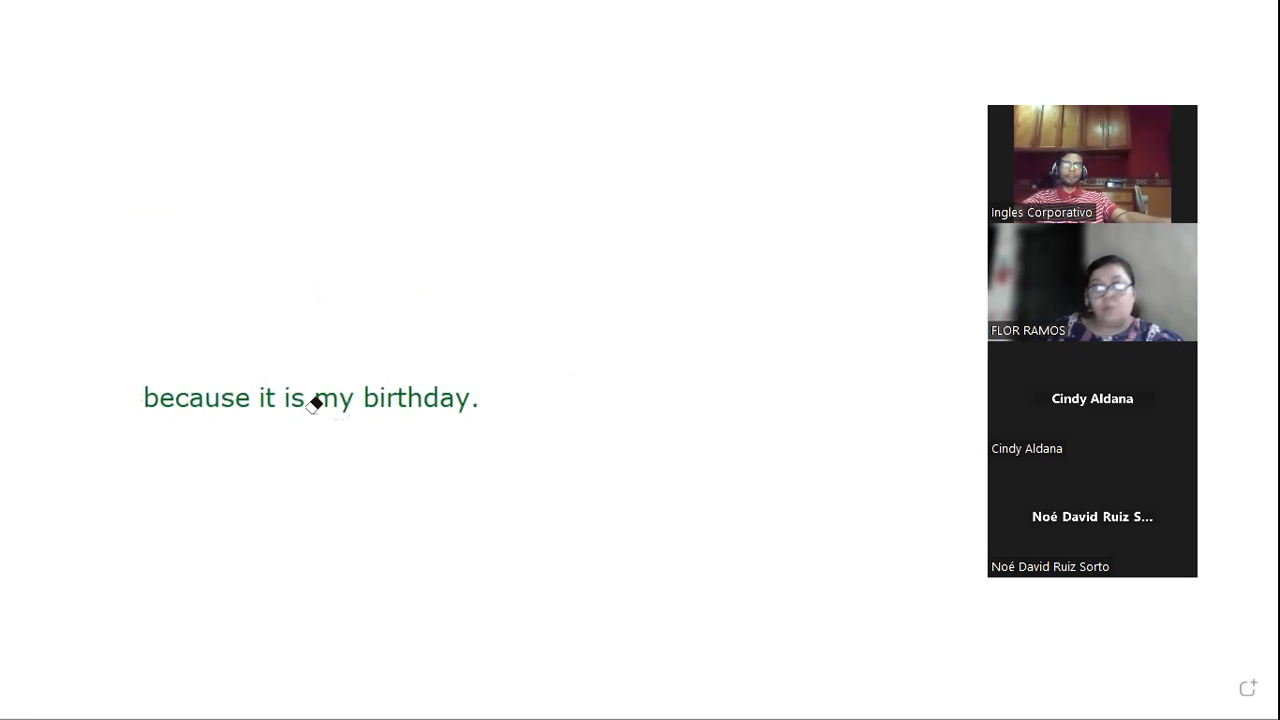 because it is my birthday.
Ingles Corporativo
FLOR RAMOS
Cindy Aldana
Cindy Aldana
Noé David Ruiz S...
Noé David Ruiz Sorto